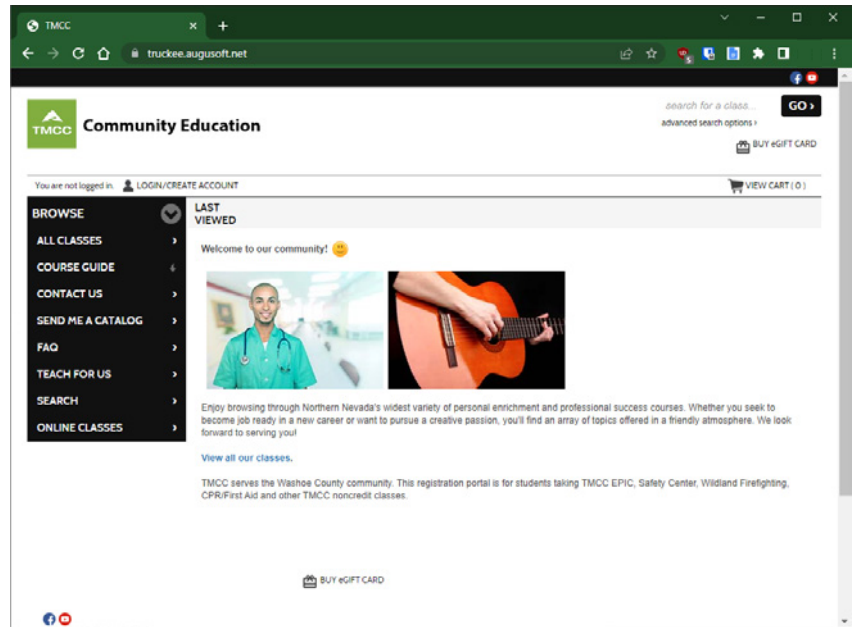 TMCC
truckee.augusoft.net
search for a class...
GO ›
TMCC Community Education
advanced search options ›
BUY eGIFT CARD
You are not logged in. LOGIN/CREATE ACCOUNT
VIEW CART ( 0 )
BROWSE
LAST
VIEWED
ALL CLASSES
COURSE GUIDE
CONTACT US
SEND ME A CATALOG
FAQ
TEACH FOR US
SEARCH
ONLINE CLASSES
Welcome to our community!
Enjoy browsing through Northern Nevada's widest variety of personal enrichment and professional success courses. Whether you seek to
become job ready in a new career or want to pursue a creative passion, you'll find an array of topics offered in a friendly atmosphere. We look
forward to serving you!
View all our classes.
TMCC serves the Washoe County community. This registration portal is for students taking TMCC EPIC, Safety Center, Wildland Firefighting,
CPR/First Aid and other TMCC noncredit classes.
BUY eGIFT CARD